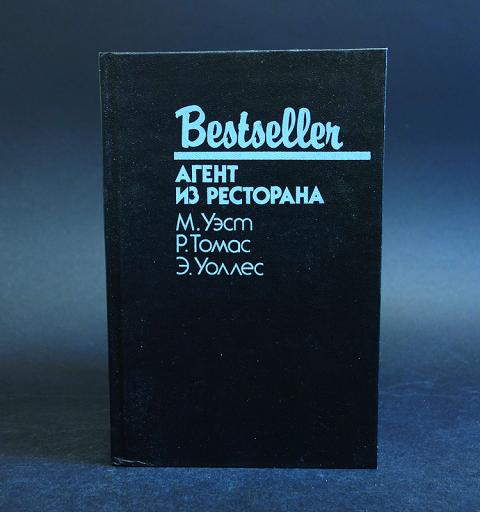 Bestseller
АГЕНТ
ИЗ РЕСТОРАНА
М. Уэст
Р. Томас
Э. Уоллес